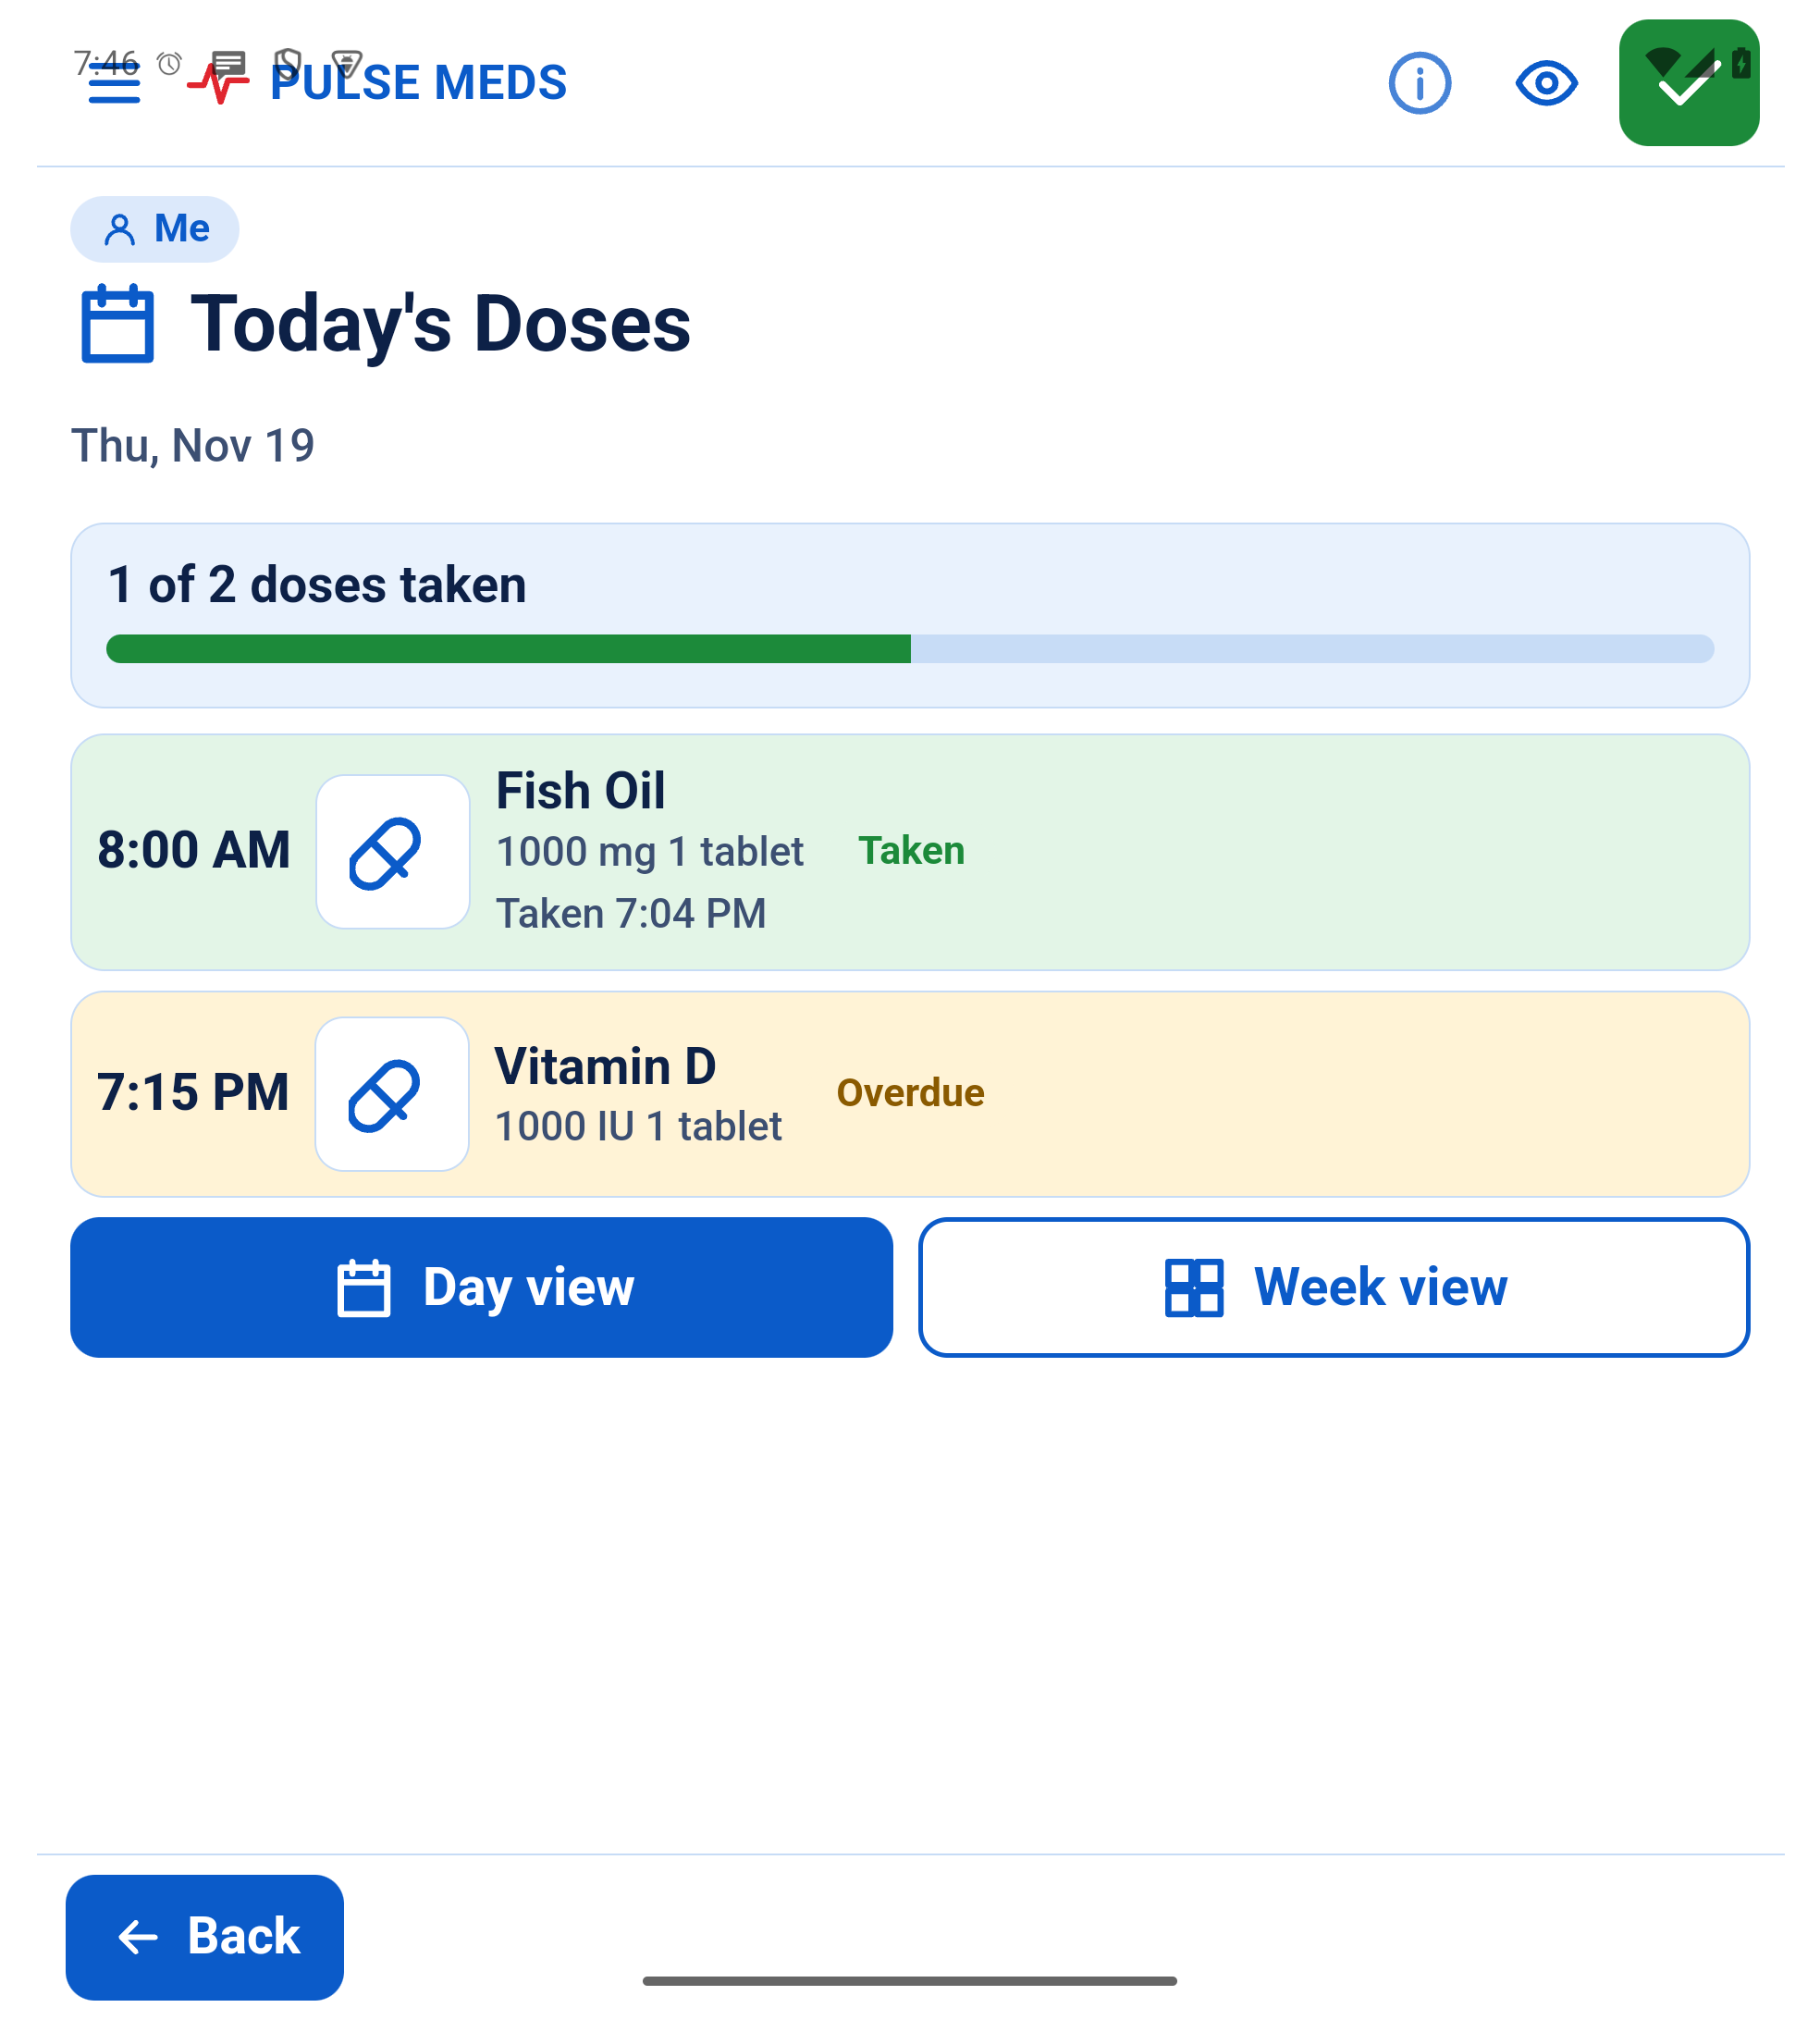 7:46
PULSE MEDS
Me
Today's Doses
Thu, Nov 19
1 of 2 doses taken
8:00 AM
Fish Oil
1000 mg 1 tablet
Taken
Taken 7:04 PM
7:15 PM
Vitamin D
1000 IU 1 tablet
Overdue
Day view
Week view
Back